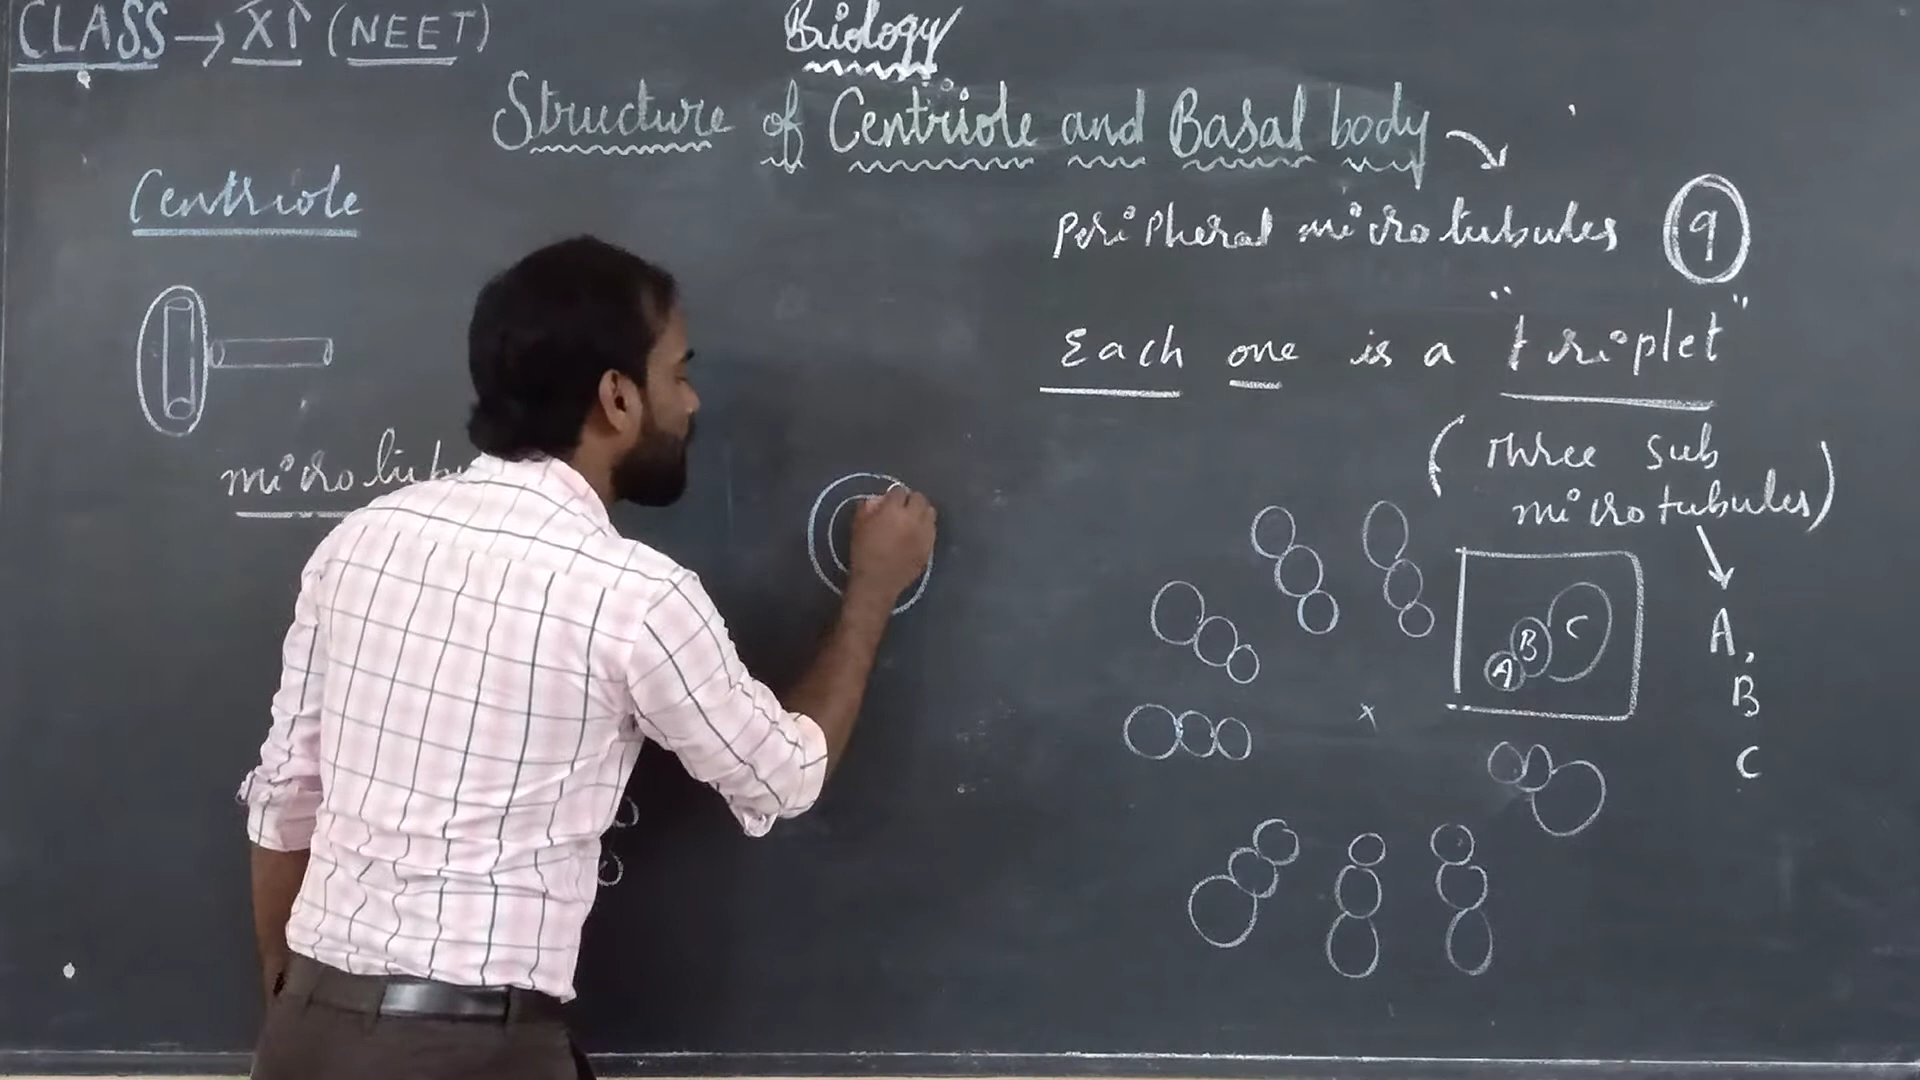 CLASS → XI (NEET)
Biology
Structure of Centriole and Basal body
Centriole
peripheral microtubules 9
Each one is a "triplet"
(three sub
microtubules)
A,
B
C
A B C
x